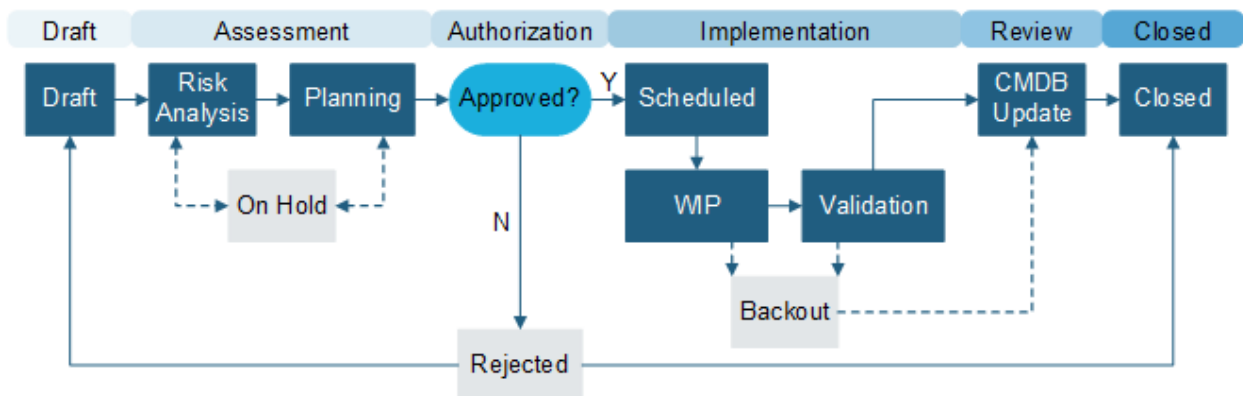 Draft
Assessment
Authorization
Implementation
Review
Closed
Draft
Risk
Analysis
Planning
Approved?
Y
Scheduled
CMDB
Update
Closed
On Hold
N
WIP
Validation
Backout
Rejected